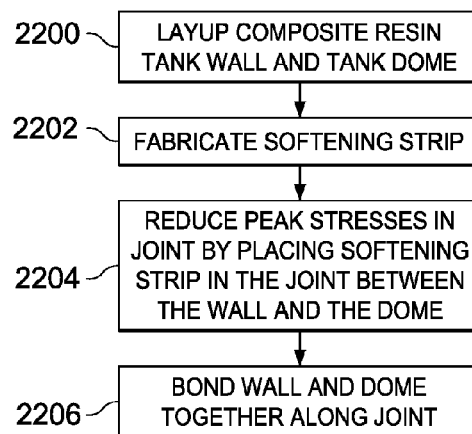 2200
LAYUP COMPOSITE RESIN
TANK WALL AND TANK DOME
2202
FABRICATE SOFTENING STRIP
2204
REDUCE PEAK STRESSES IN
JOINT BY PLACING SOFTENING
STRIP IN THE JOINT BETWEEN
THE WALL AND THE DOME
2206
BOND WALL AND DOME
TOGETHER ALONG JOINT